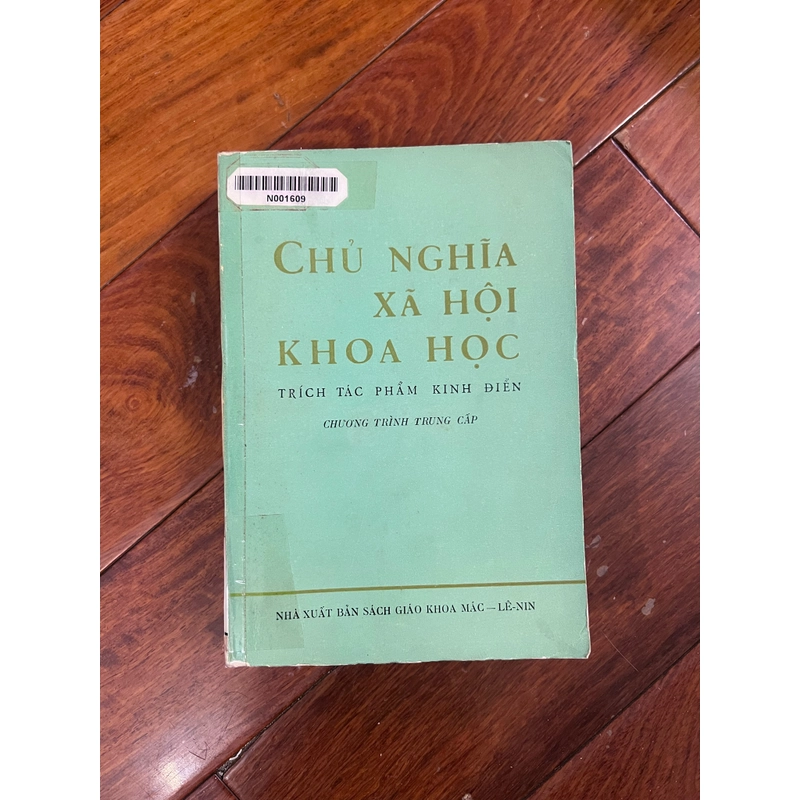 N001609
CHỦ NGHĨA
XÃ HỘI
KHOA HỌC
TRÍCH TÁC PHẨM KINH ĐIỂN
CHƯƠNG TRÌNH TRUNG CẤP
NHÀ XUẤT BẢN SÁCH GIÁO KHOA MÁC — LÊ-NIN